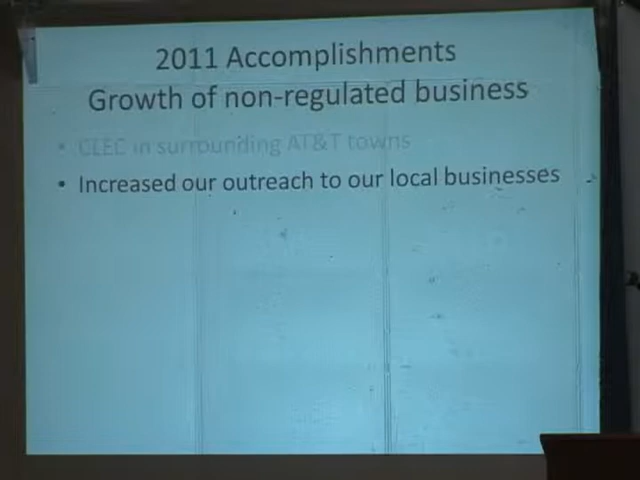 2011 Accomplishments
Growth of non-regulated business
• CLEC in surrounding AT&T towns
• Increased our outreach to our local businesses